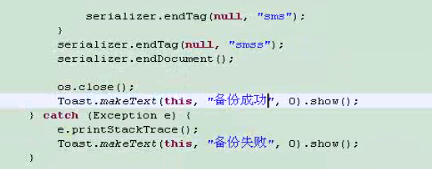 serializer.endTag(null, "sms");
}
serializer.endTag(null, "smss");
serializer.endDocument();
os.close();
Toast.makeText(this, "备份成功", 0).show();
} catch (Exception e) {
e.printStackTrace();
Toast.makeText(this, "备份失败", 0).show();
}